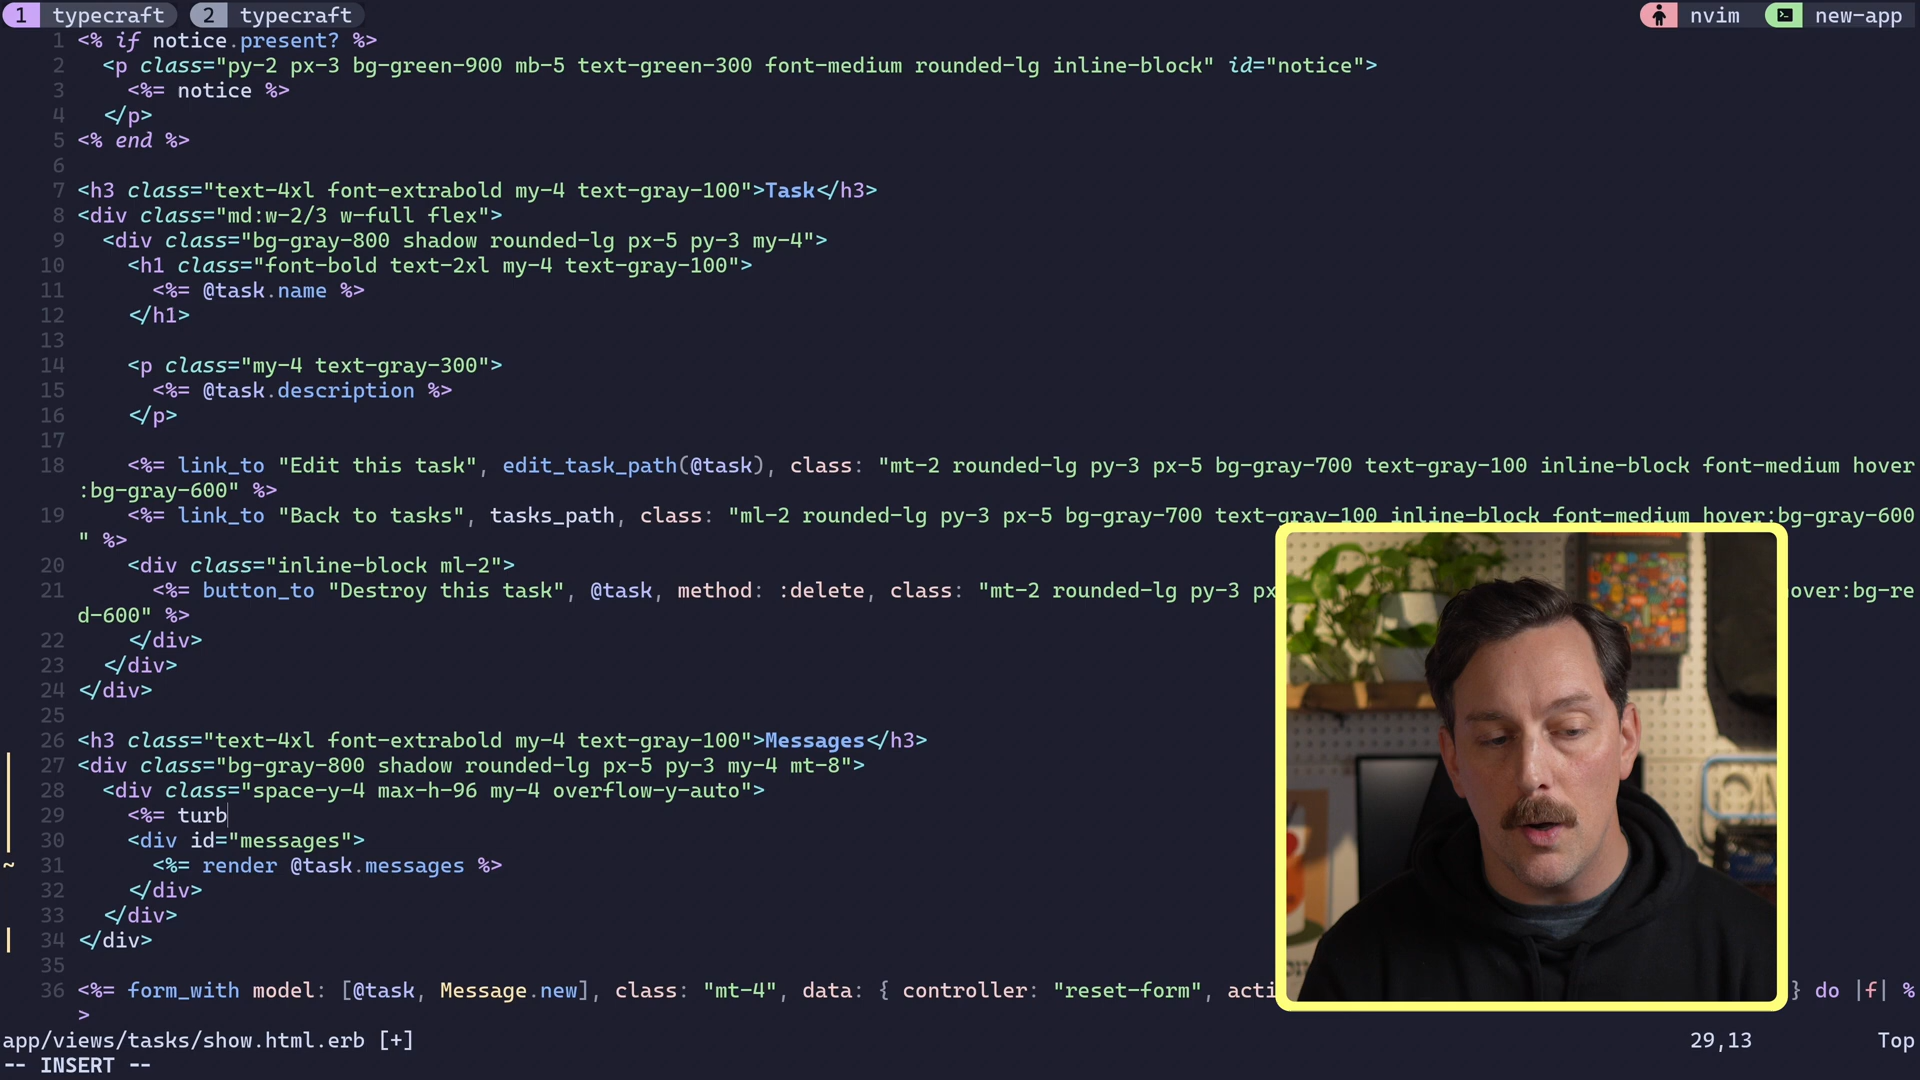 1 typecraft 2 typecraft nvim new-app
1 <% if notice.present? %>
2 <p class="py-2 px-3 bg-green-900 mb-5 text-green-300 font-medium rounded-lg inline-block" id="notice">
3 <%= notice %>
4 </p>
5 <% end %>
6
7 <h3 class="text-4xl font-extrabold my-4 text-gray-100">Task</h3>
8 <div class="md:w-2/3 w-full flex">
9 <div class="bg-gray-800 shadow rounded-lg px-5 py-3 my-4">
10 <h1 class="font-bold text-2xl my-4 text-gray-100">
11 <%= @task.name %>
12 </h1>
13
14 <p class="my-4 text-gray-300">
15 <%= @task.description %>
16 </p>
17
18 <%= link_to "Edit this task", edit_task_path(@task), class: "mt-2 rounded-lg py-3 px-5 bg-gray-700 text-gray-100 inline-block font-medium hover
:bg-gray-600" %>
19 <%= link_to "Back to tasks", tasks_path, class: "ml-2 rounded-lg py-3 px-5 bg-gray-700 text-gray-100 inline-block font-medium hover:bg-gray-600
" %>
20 <div class="inline-block ml-2">
21 <%= button_to "Destroy this task", @task, method: :delete, class: "mt-2 rounded-lg py-3 px over:bg-re
d-600" %>
22 </div>
23 </div>
24 </div>
25
26 <h3 class="text-4xl font-extrabold my-4 text-gray-100">Messages</h3>
27 <div class="bg-gray-800 shadow rounded-lg px-5 py-3 my-4 mt-8">
28 <div class="space-y-4 max-h-96 my-4 overflow-y-auto">
29 <%= turb
30 <div id="messages">
~ 31 <%= render @task.messages %>
32 </div>
33 </div>
34 </div>
35
36 <%= form_with model: [@task, Message.new], class: "mt-4", data: { controller: "reset-form", acti } do |f| %
>
app/views/tasks/show.html.erb [+] 29,13 Top
-- INSERT --